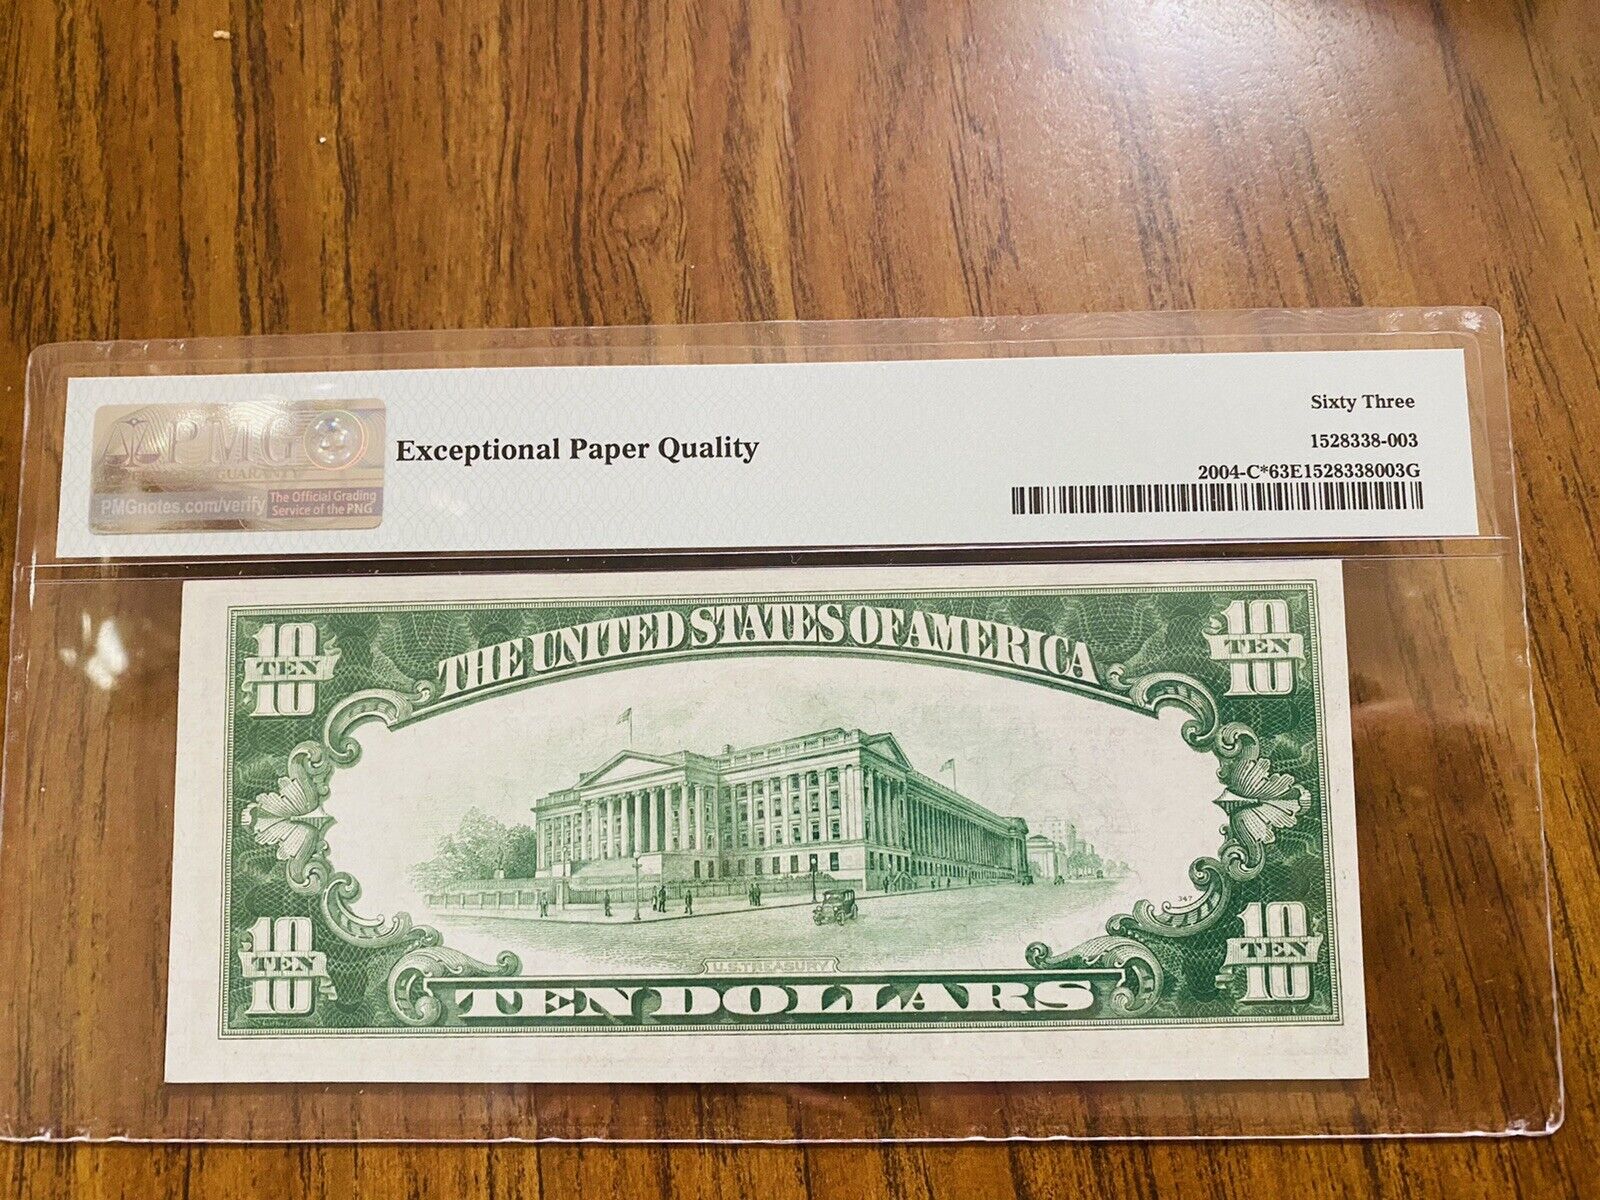 PMG
GUARANTY
PMGnotes.com/verify
The Official Grading
Service of the PNG
Exceptional Paper Quality
Sixty Three
1528338-003
2004-C*63E1528338003G
THE UNITED STATES OF AMERICA
10
TEN
10
10
TEN
10
347
10
TEN
10
10
TEN
10
U.S. TREASURY
TEN DOLLARS